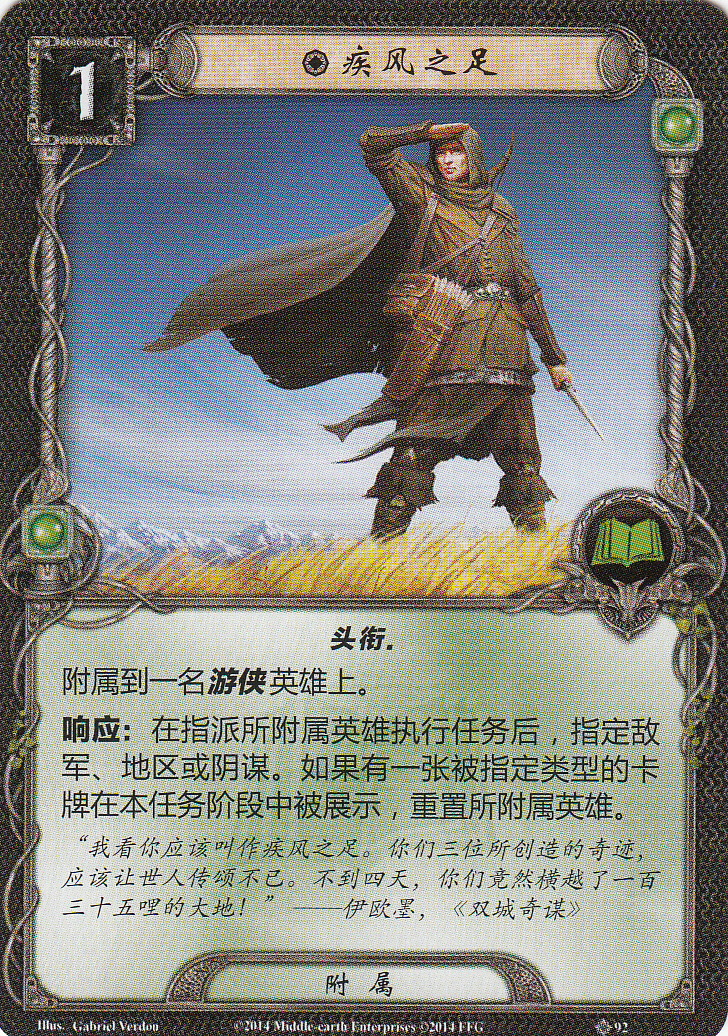 1
疾风之足
头衔.
附属到一名游侠英雄上。
响应：在指派所附属英雄执行任务后，指定敌
军、地区或阴谋。如果有一张被指定类型的卡
牌在本任务阶段中被展示，重置所附属英雄。
“我看你应该叫作疾风之足。你们三位所创造的奇迹，
应该让世人传颂不已。不到四天，你们竟然横越了一百
三十五哩的大地！”——伊欧墨，《双城奇谋》
附属
Illus. Gabriel Verdon ©2014 Middle-earth Enterprises ©2014 FFG 92